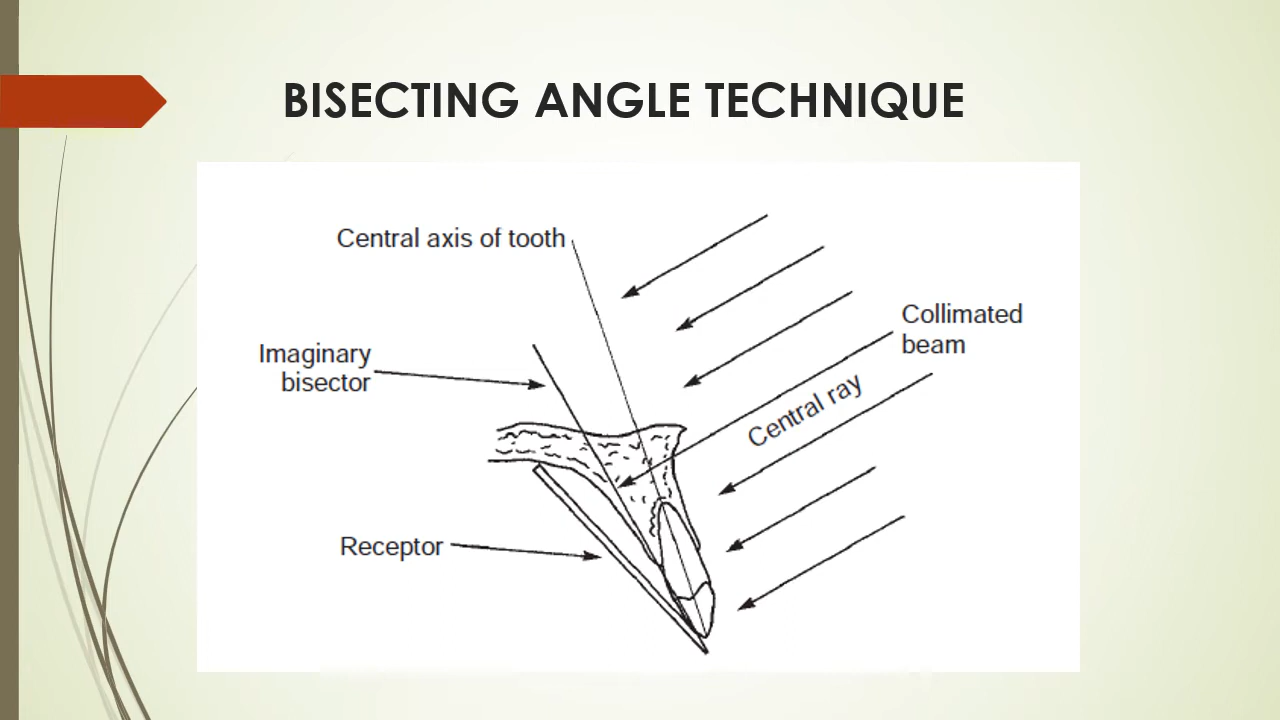 BISECTING ANGLE TECHNIQUE
Central axis of tooth
Imaginary
bisector
Collimated
beam
Central ray
Receptor